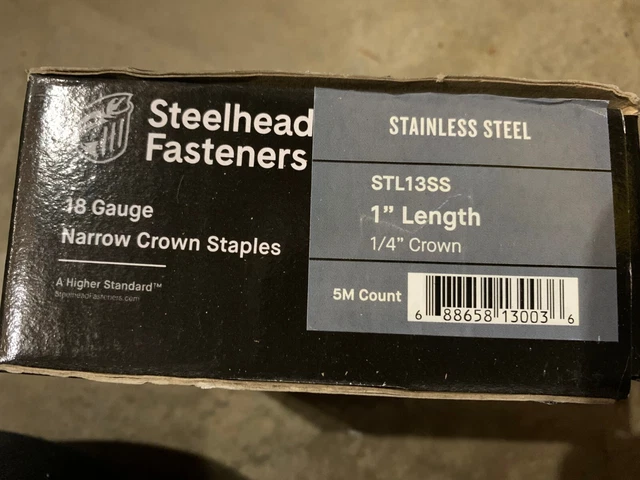 Steelhead
Fasteners
18 Gauge
Narrow Crown Staples
A Higher Standard™
SteelheadFasteners.com
STAINLESS STEEL
STL13SS
1” Length
1/4” Crown
5M Count
6 88658 13003 6